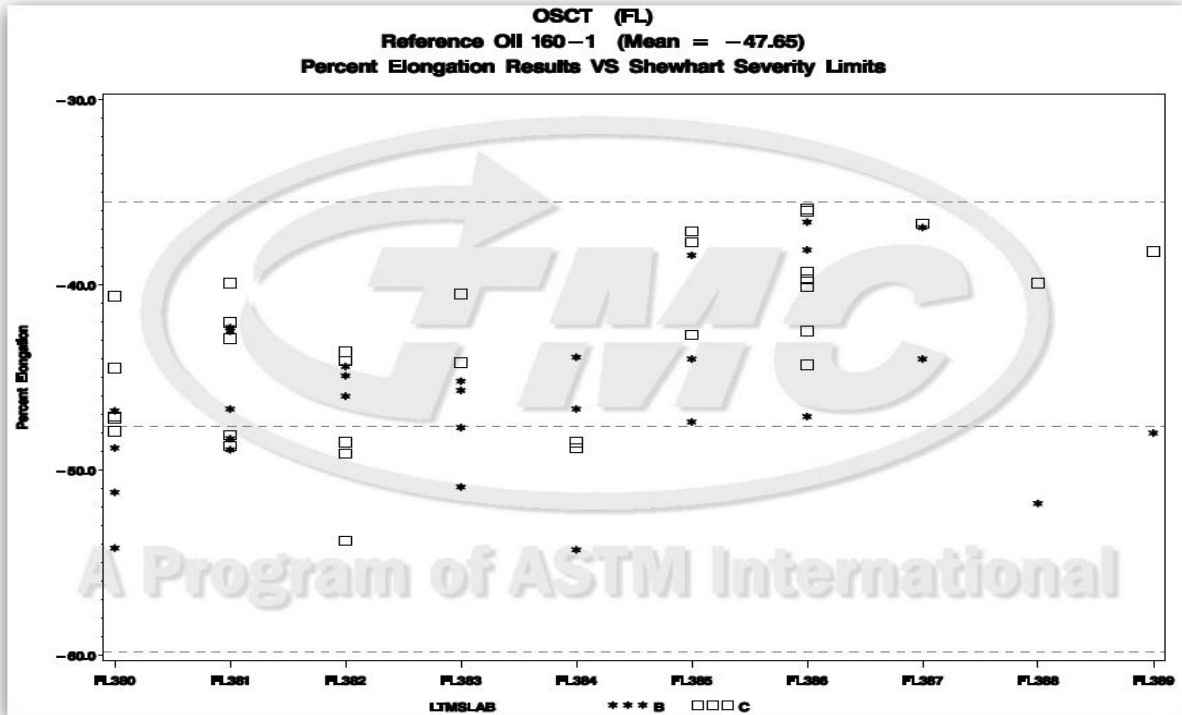 OSCT (FL)
Reference Oil 160-1 (Mean = -47.65)
Percent Elongation Results VS Shewhart Severity Limits
-30.0
-40.0
-50.0
-60.0
Percent Elongation
TMC
A Program of ASTM International
FL380 FL381 FL382 FL383 FL384 FL385 FL386 FL387 FL388 FL389
LTMSLAB *** B □□□ C